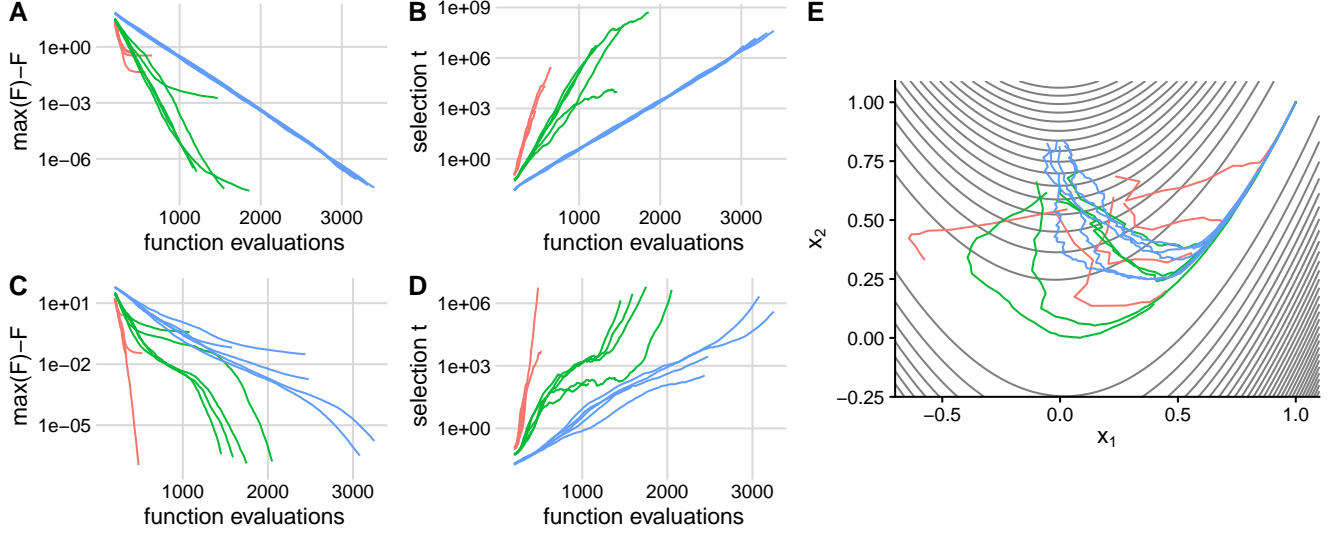 A
max(F)−F
1e+00
1e−03
1e−06
1000 2000 3000
function evaluations
B
selection t
1e+09
1e+06
1e+03
1e+00
1000 2000 3000
function evaluations
C
max(F)−F
1e+01
1e−02
1e−05
1000 2000 3000
function evaluations
D
selection t
1e+06
1e+03
1e+00
1000 2000 3000
function evaluations
E
x₂
1.00
0.75
0.50
0.25
0.00
−0.25
−0.5 0.0 0.5 1.0
x₁